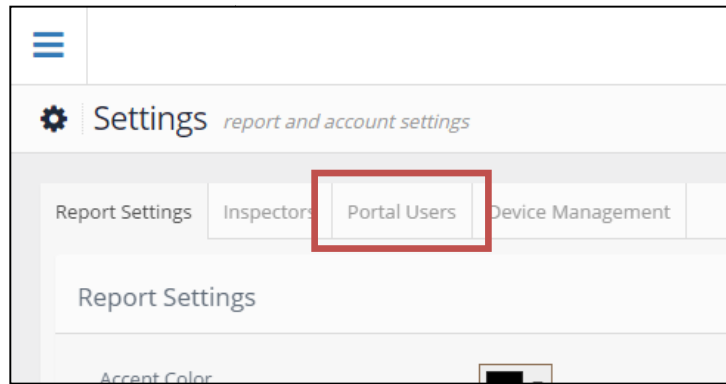 Settings report and account settings
Report Settings Inspectors Portal Users Device Management
Report Settings
Accent Color